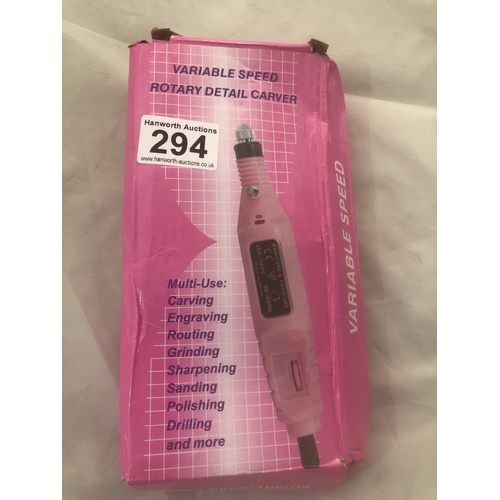 VARIABLE SPEED
ROTARY DETAIL CARVER
Hanworth Auctions
294
www.hanworth-auctions.co.uk
Multi-Use:
Carving
Engraving
Routing
Grinding
Sharpening
Sanding
Polishing
Drilling
and more
VARIABLE SPEED